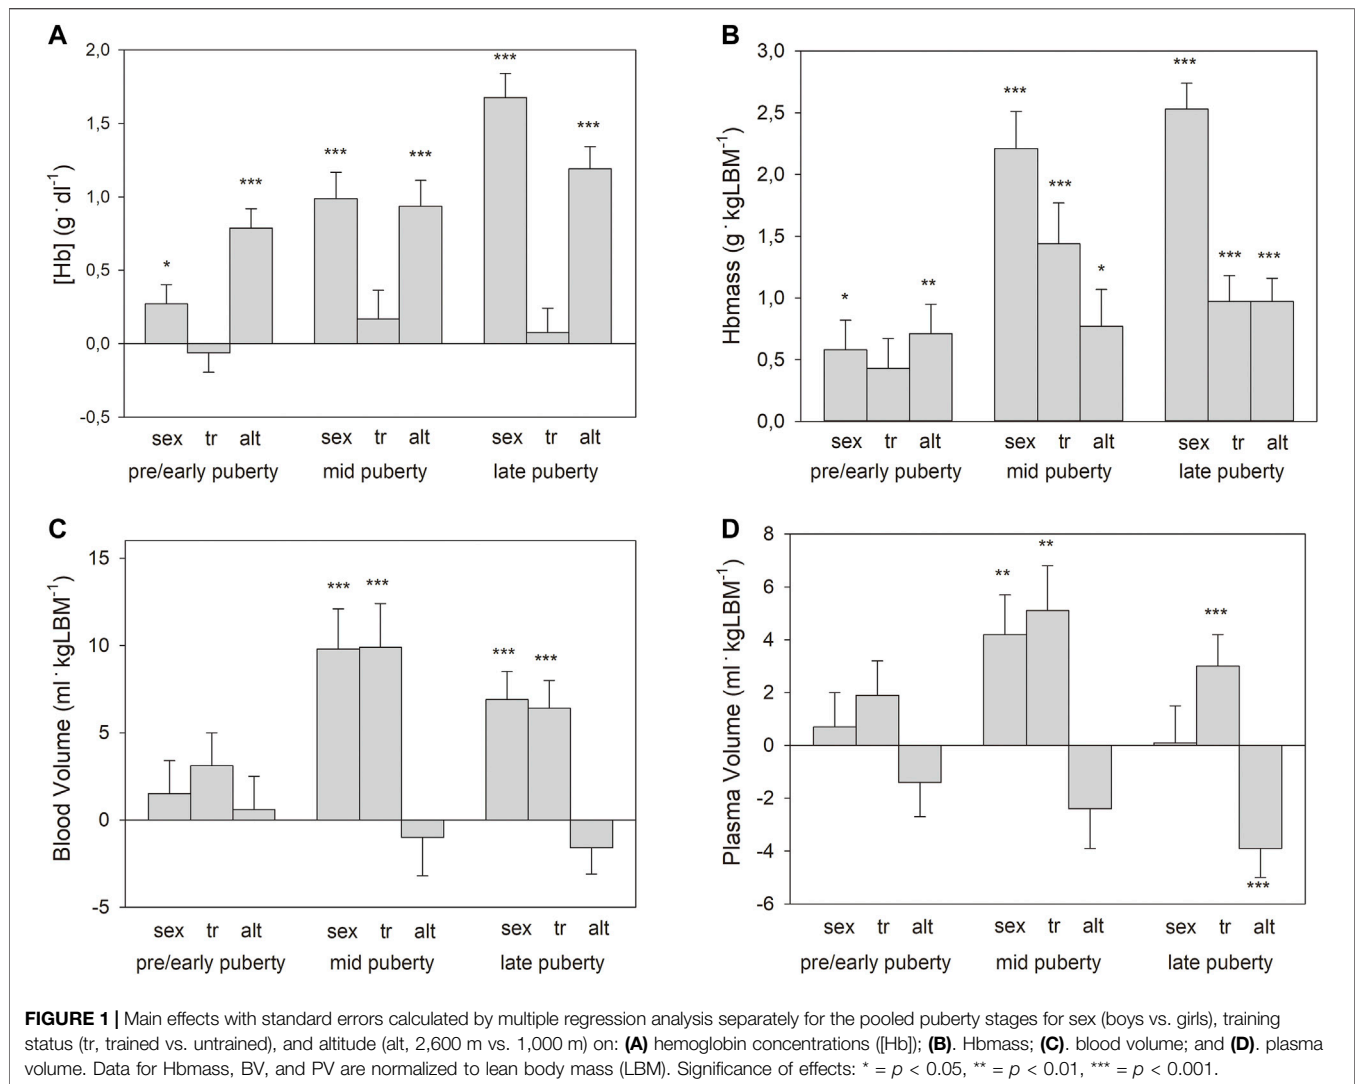 A
2,0
1,5
1,0
0,5
0,0
-0,5
[Hb] (g·dl⁻¹)
*
***
***
***
***
***
sex tr alt sex tr alt sex tr alt
pre/early puberty mid puberty late puberty
B
3,0
2,5
2,0
1,5
1,0
0,5
0,0
Hbmass (g·kgLBM⁻¹)
*
**
***
***
*
***
***
***
sex tr alt sex tr alt sex tr alt
pre/early puberty mid puberty late puberty
C
15
10
5
0
-5
Blood Volume (ml·kgLBM⁻¹)
***
***
***
***
sex tr alt sex tr alt sex tr alt
pre/early puberty mid puberty late puberty
D
8
6
4
2
0
-2
-4
-6
Plasma Volume (ml·kgLBM⁻¹)
**
**
***
***
sex tr alt sex tr alt sex tr alt
pre/early puberty mid puberty late puberty
FIGURE 1 | Main effects with standard errors calculated by multiple regression analysis separately for the pooled puberty stages for sex (boys vs. girls), training
status (tr, trained vs. untrained), and altitude (alt, 2,600 m vs. 1,000 m) on: (A) hemoglobin concentrations ([Hb]); (B). Hbmass; (C). blood volume; and (D). plasma
volume. Data for Hbmass, BV, and PV are normalized to lean body mass (LBM). Significance of effects: * = p < 0.05, ** = p < 0.01, *** = p < 0.001.